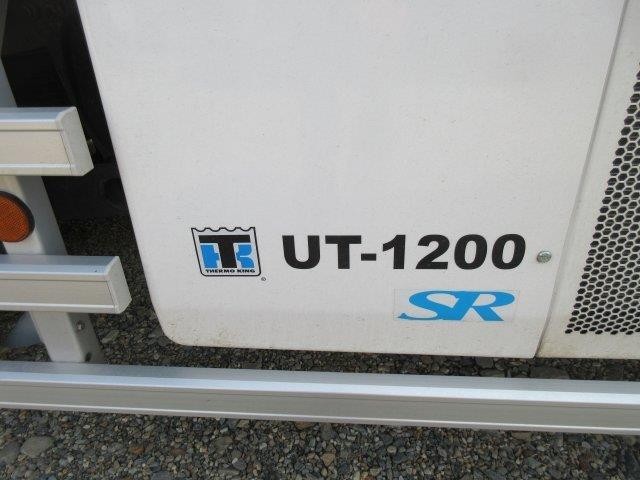 TK
THERMO KING
UT-1200
SR